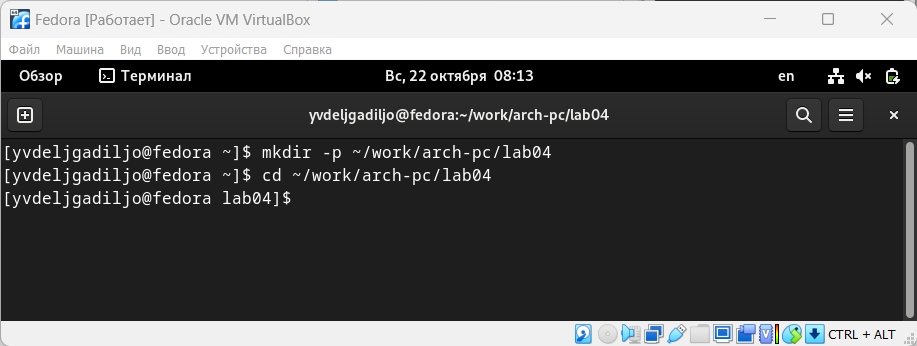 Fedora [Работает] - Oracle VM VirtualBox
Файл Машина Вид Ввод Устройства Справка
Обзор Терминал Вс, 22 октября 08:13 en
yvdeljgadiljo@fedora:~/work/arch-pc/lab04
[yvdeljgadiljo@fedora ~]$ mkdir -p ~/work/arch-pc/lab04
[yvdeljgadiljo@fedora ~]$ cd ~/work/arch-pc/lab04
[yvdeljgadiljo@fedora lab04]$
CTRL + ALT